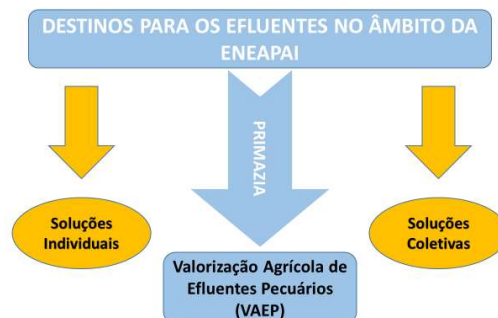 DESTINOS PARA OS EFLUENTES NO ÂMBITO DA
ENEAPAI
PRIMAZIA
Soluções
Individuais
Soluções
Coletivas
Valorização Agrícola de
Efluentes Pecuários
(VAEP)